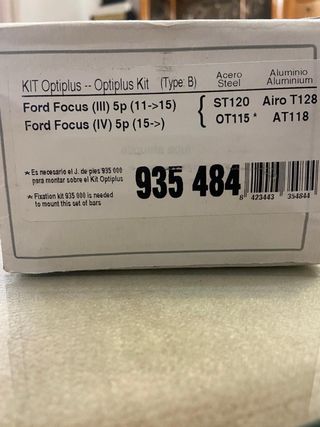 KIT Optiplus -- Optiplus Kit (Type: B) Acero Steel Aluminio Aluminium
Ford Focus (III) 5p (11->15) { ST120 Airo T128
Ford Focus (IV) 5p (15->) OT115 * AT118
* Es necesario el J. de pies 935 000
para montar sobre el Kit Optiplus
* Fixation kit 935 000 is needed
to mount this set of bars
935 484
8 423443 354844